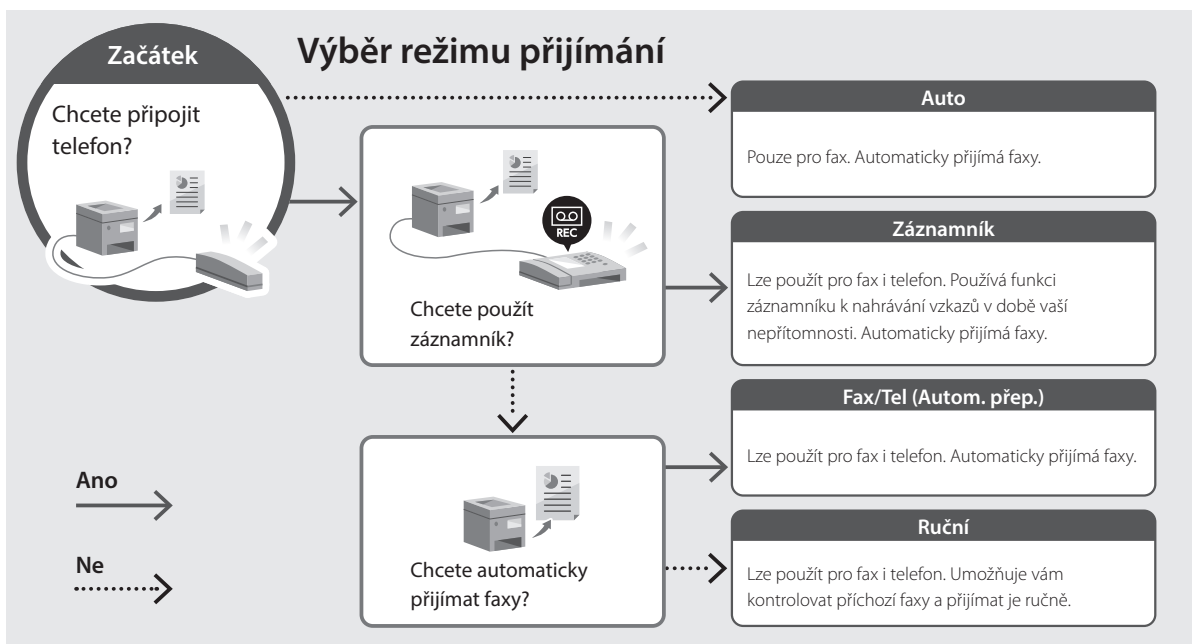 Začátek
Výběr režimu přijímání
Chcete připojit
telefon?
REC
Chcete použít
záznamník?
Chcete automaticky
přijímat faxy?
Auto
Pouze pro fax. Automaticky přijímá faxy.
Záznamník
Lze použít pro fax i telefon. Používá funkci
záznamníku k nahrávání vzkazů v době vaší
nepřítomnosti. Automaticky přijímá faxy.
Fax/Tel (Autom. přep.)
Lze použít pro fax i telefon. Automaticky přijímá faxy.
Ruční
Lze použít pro fax i telefon. Umožňuje vám
kontrolovat příchozí faxy a přijímat je ručně.
Ano
Ne